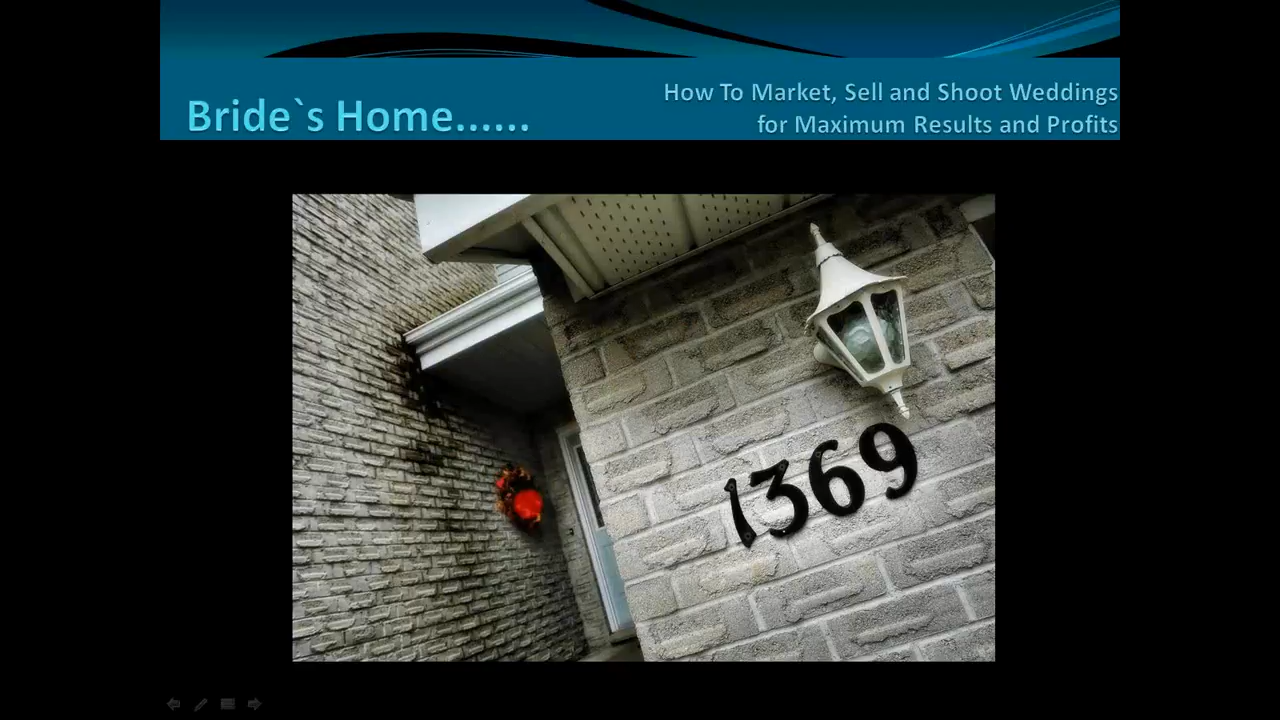 Bride`s Home......
How To Market, Sell and Shoot Weddings
for Maximum Results and Profits
1369